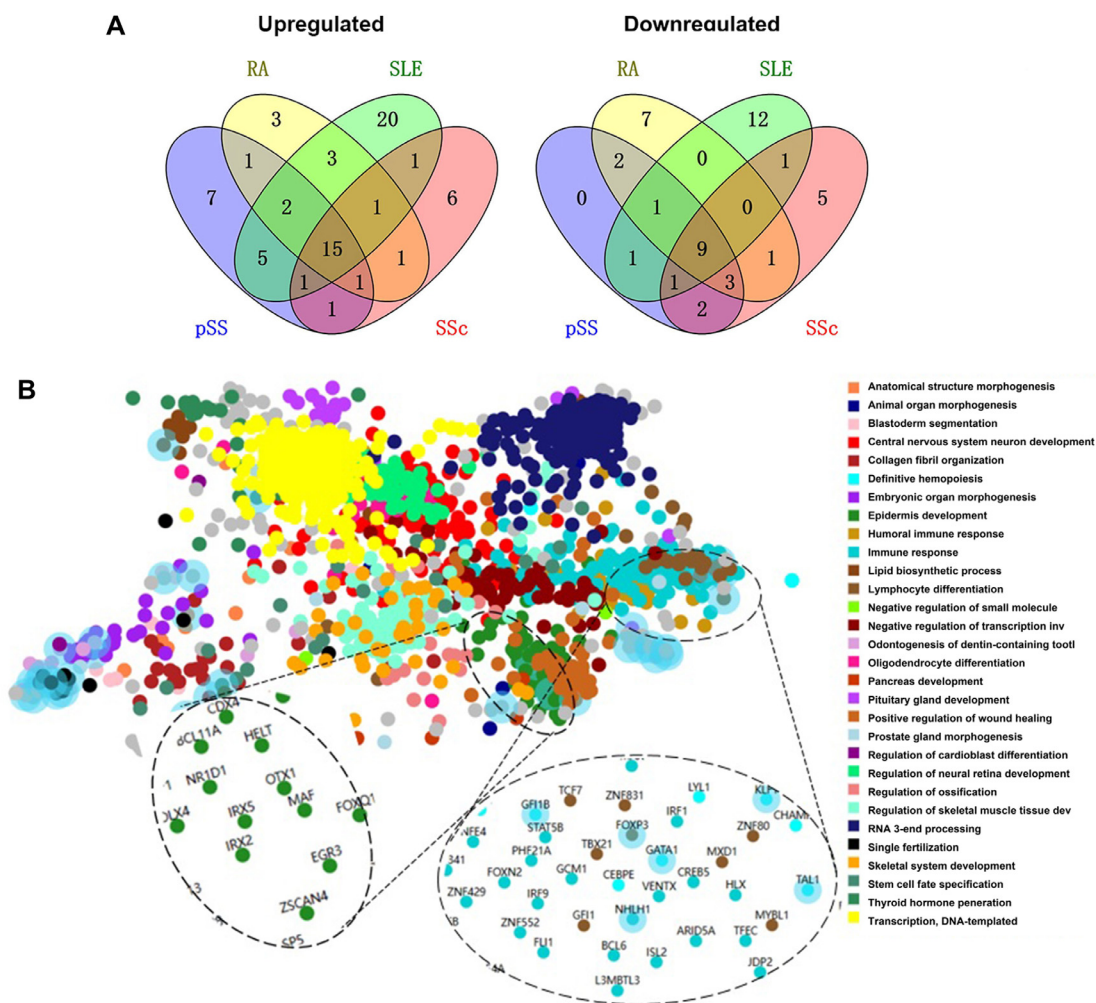 A
Upregulated
Downregulated
RA
SLE
RA
SLE
3
20
7
12
1
3
1
2
0
1
7
2
1
6
0
1
0
5
5
15
1
1
9
1
1
1
1
3
1
2
pSS
SSc
pSS
SSc
B
Anatomical structure morphogenesis
Animal organ morphogenesis
Blastoderm segmentation
Central nervous system neuron development
Collagen fibril organization
Definitive hemopoiesis
Embryonic organ morphogenesis
Epidermis development
Humoral immune response
Immune response
Lipid biosynthetic process
Lymphocyte differentiation
Negative regulation of small molecule
Negative regulation of transcription inv
Odontogenesis of dentin-containing tootl
Oligodendrocyte differentiation
Pancreas development
Pituitary gland development
Positive regulation of wound healing
Prostate gland morphogenesis
Regulation of cardioblast differentiation
Regulation of neural retina development
Regulation of ossification
Regulation of skeletal muscle tissue dev
RNA 3-end processing
Single fertilization
Skeletal system development
Stem cell fate specification
Thyroid hormone peneration
Transcription, DNA-templated
CDX4
CL11A
HELT
NR1D1
OTX1
MAF
FOXQ1
OLX4
IRX5
IRX2
EGR3
ZSCAN4
SP5
TCF7
ZNF831
LYL1
KLF
GFI1B
IRF1
CHAM
NFE4
STAT5B
FOXP3
ZNF80
341
PHF21A
TBX21
GATA1
MXD1
FOXN2
GCM1
CEBPE
CREB5
HLX
TAL1
ZNF429
IRF9
VENTX
ZNF552
GFI1
NHLH1
MYBL1
FLI1
BCL6
ISL2
ARID5A
TFEC
4A
L3MBTL3
JDP2